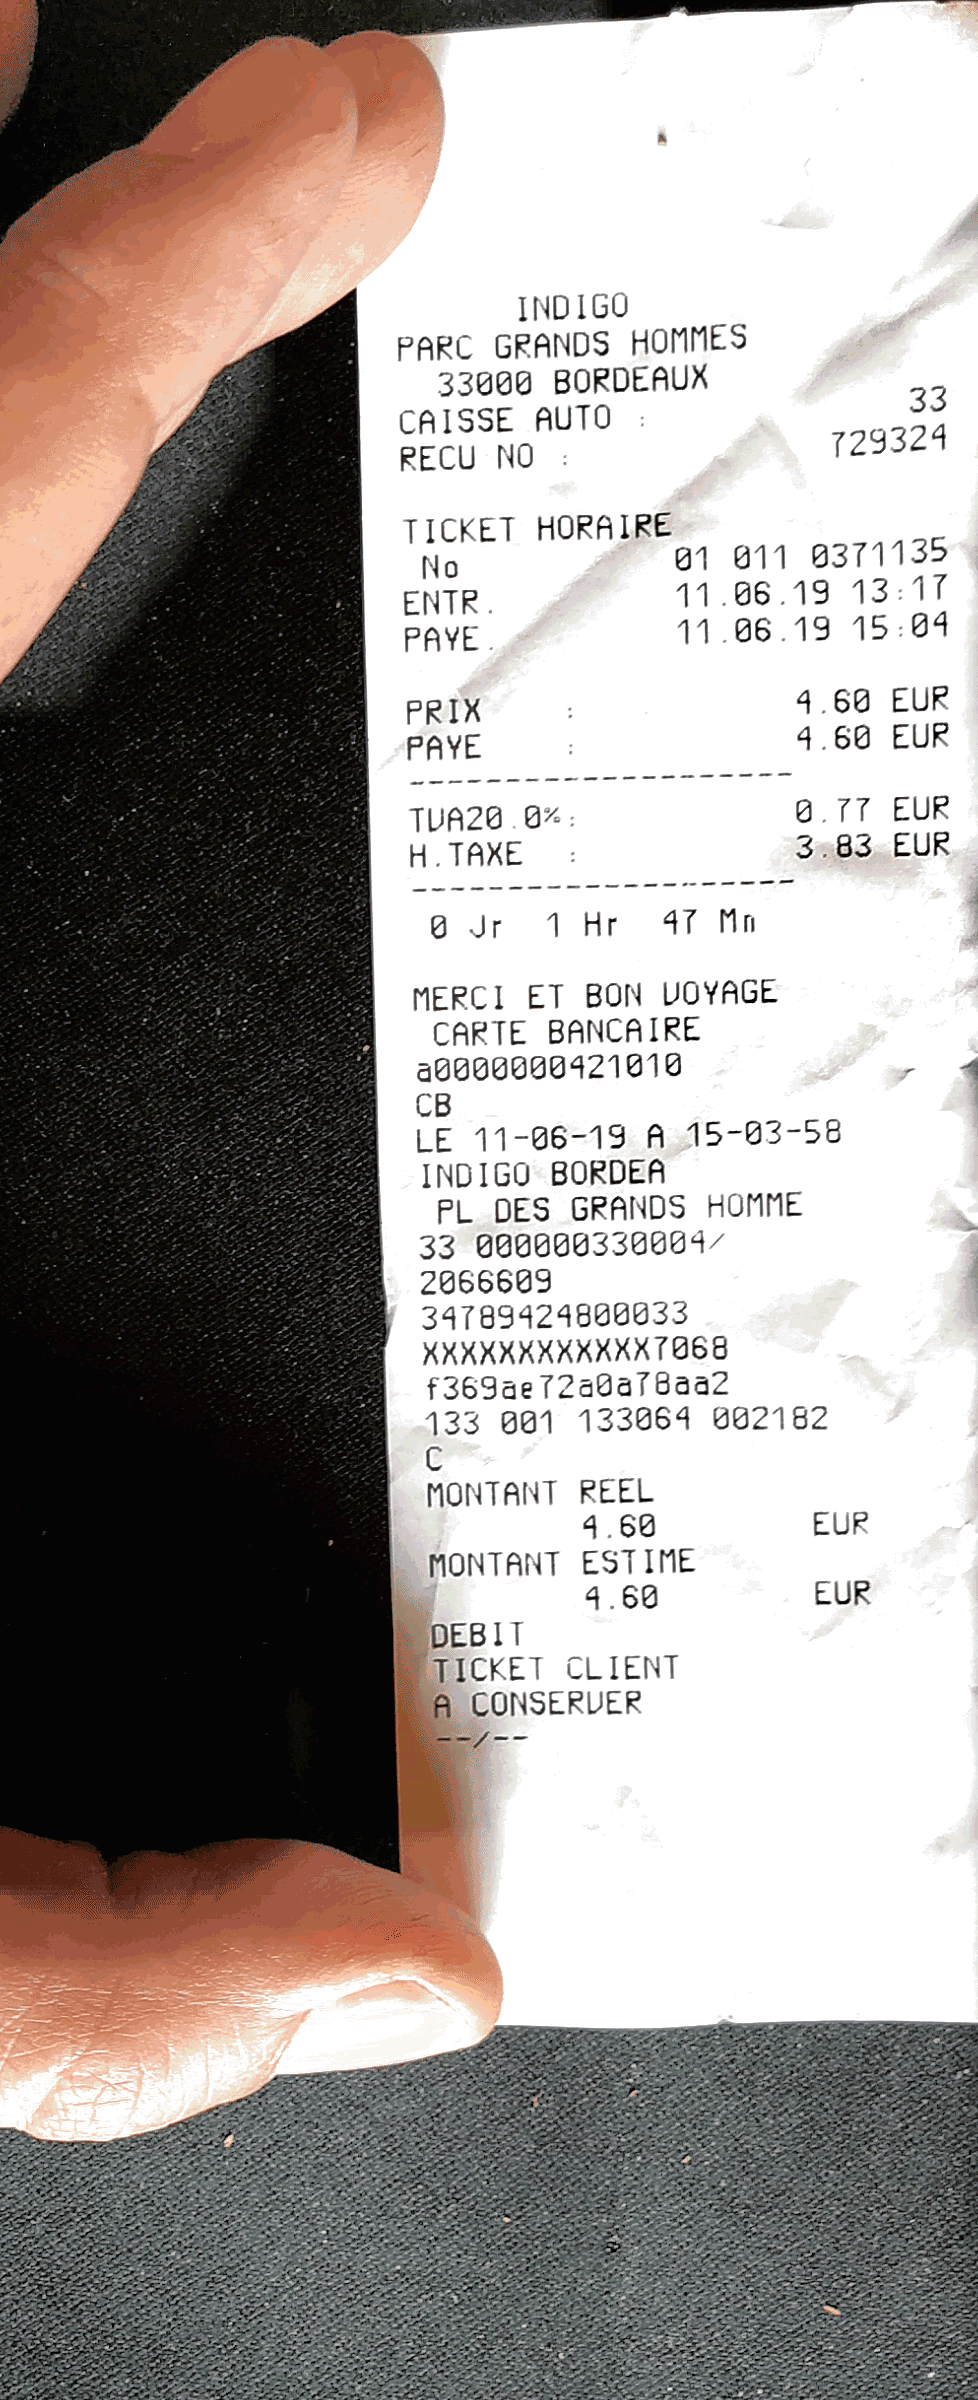 INDIGO
PARC GRANDS HOMMES
33000 BORDEAUX
CAISSE AUTO : 33
RECU NO : 729324
TICKET HORAIRE
No 01 011 0371135
ENTR. 11.06.19 13:17
PAYE. 11.06.19 15:04
PRIX : 4.60 EUR
PAYE : 4.60 EUR
--------------------
TVA20.0%: 0.77 EUR
H.TAXE : 3.83 EUR
--------------------
0 Jr 1 Hr 47 Mn
MERCI ET BON VOYAGE
CARTE BANCAIRE
a0000000421010
CB
LE 11-06-19 A 15-03-58
INDIGO BORDEA
PL DES GRANDS HOMME
33 000000330004/
2066609
34789424800033
XXXXXXXXXXXX7068
f369ae72a0a78aa2
133 001 133064 002182
C
MONTANT REEL
4.60 EUR
MONTANT ESTIME
4.60 EUR
DEBIT
TICKET CLIENT
A CONSERVER
--/--